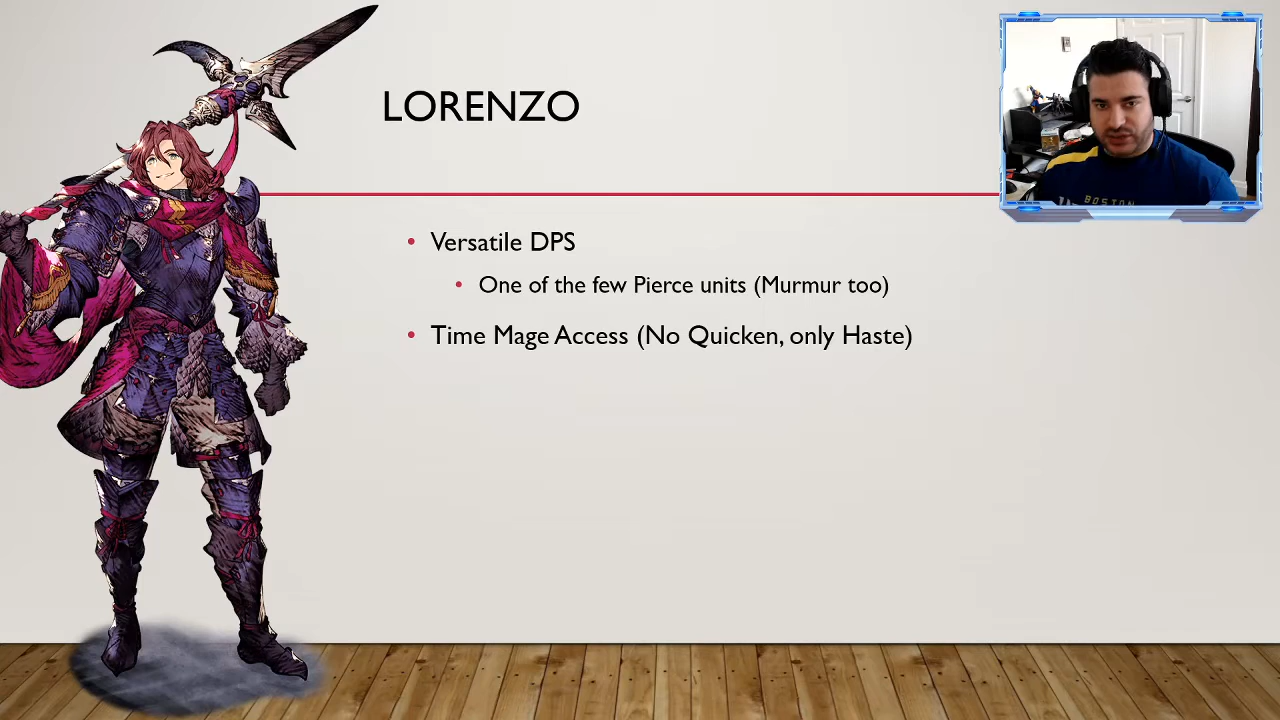 LORENZO
• Versatile DPS
• One of the few Pierce units (Murmur too)
• Time Mage Access (No Quicken, only Haste)
BOSTON